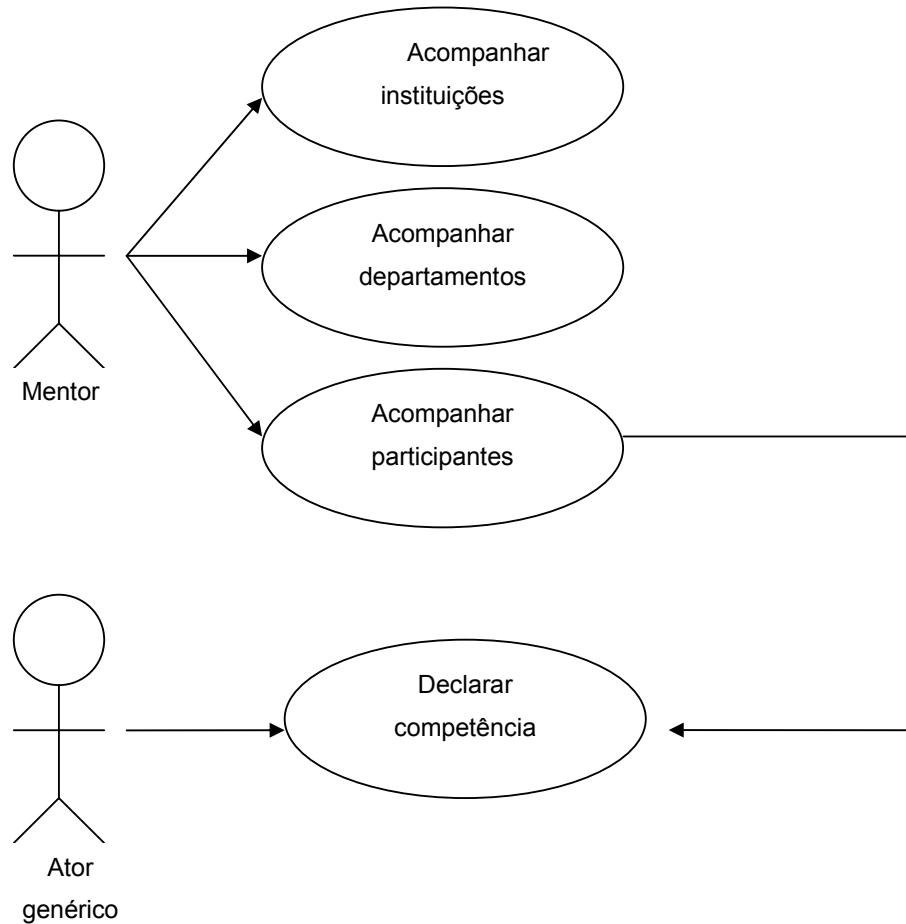 Acompanhar
instituições
Acompanhar
departamentos
Mentor
Acompanhar
participantes
Declarar
competência
Ator
genérico